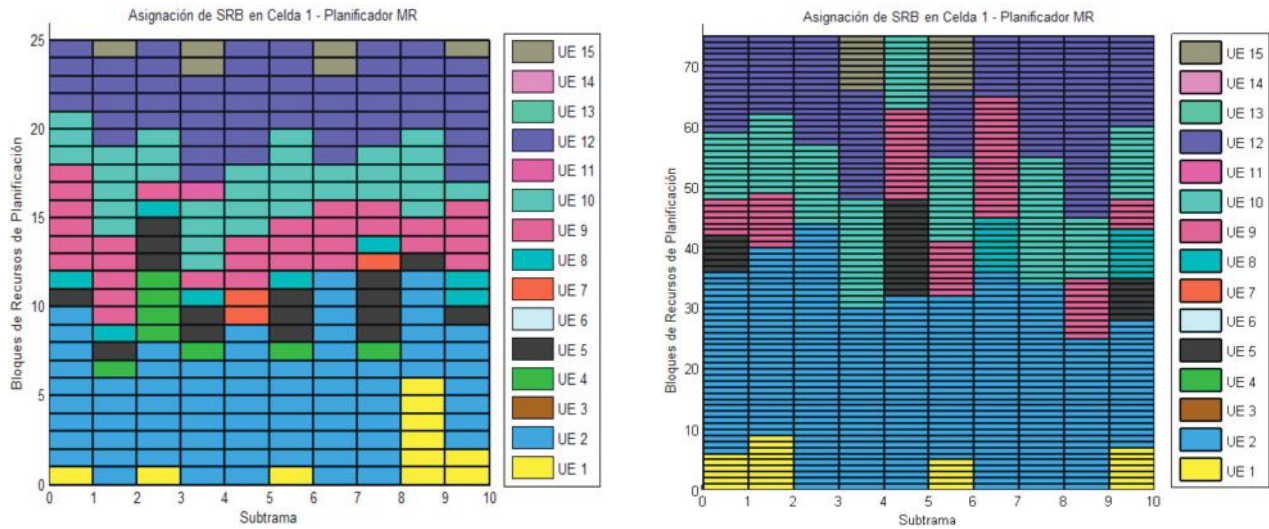 Asignación de SRB en Celda 1 - Planificador MR
25
20
15
10
5
0
Bloques de Recursos de Planificación
0 1 2 3 4 5 6 7 8 9 10
Subtrama
UE 15
UE 14
UE 13
UE 12
UE 11
UE 10
UE 9
UE 8
UE 7
UE 6
UE 5
UE 4
UE 3
UE 2
UE 1
Asignación de SRB en Celda 1 - Planificador MR
70
60
50
40
30
20
10
0
Bloques de Recursos de Planificación
0 1 2 3 4 5 6 7 8 9 10
Subtrama
UE 15
UE 14
UE 13
UE 12
UE 11
UE 10
UE 9
UE 8
UE 7
UE 6
UE 5
UE 4
UE 3
UE 2
UE 1